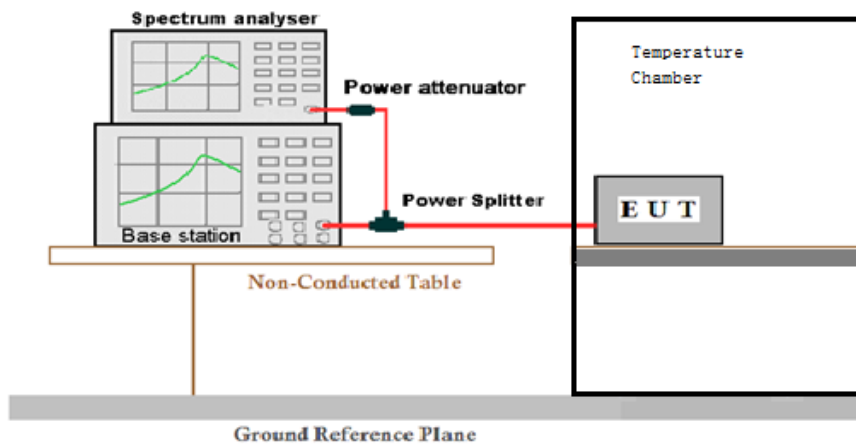 Spectrum analyser
Temperature
Chamber
Power attenuator
Power Splitter
E U T
Base station
Non-Conducted Table
Ground Reference Plane